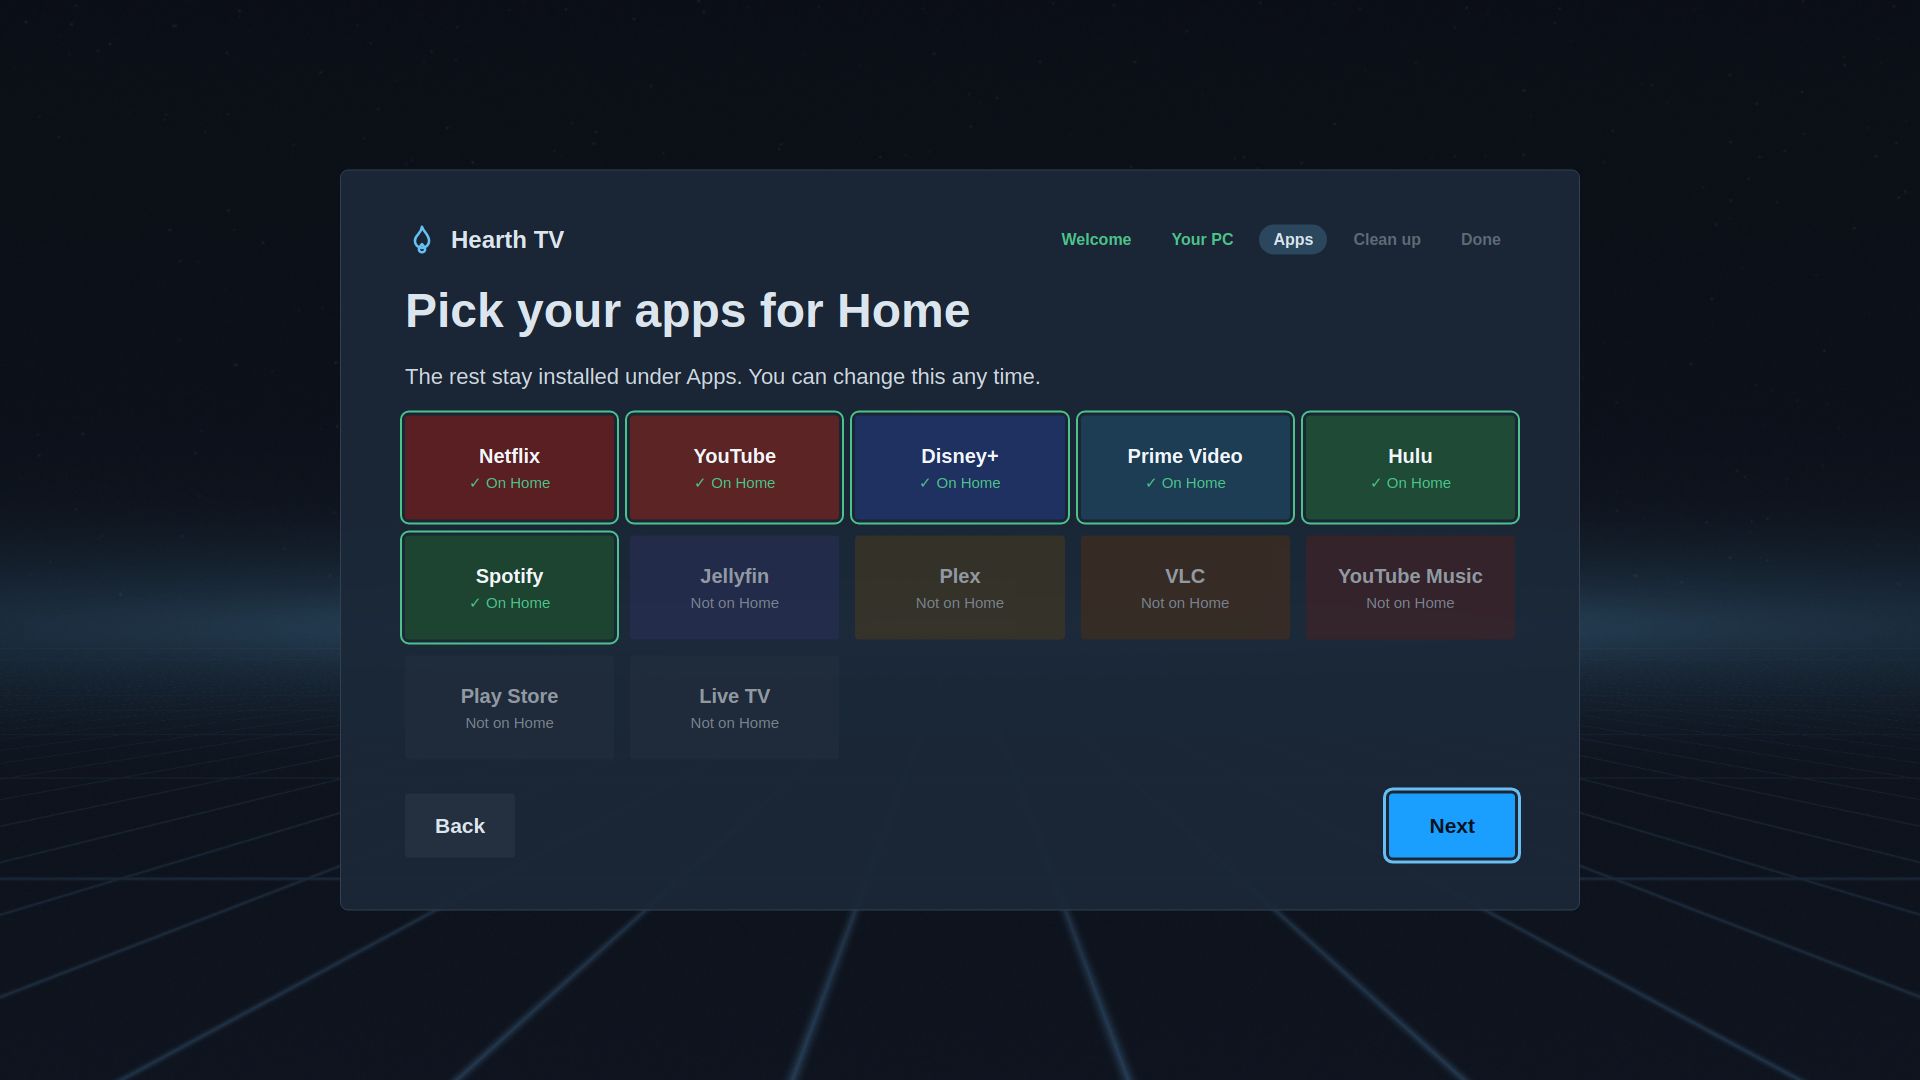 Hearth TV
Welcome Your PC Apps Clean up Done
Pick your apps for Home
The rest stay installed under Apps. You can change this any time.
Netflix YouTube Disney+ Prime Video Hulu
✓ On Home ✓ On Home ✓ On Home ✓ On Home ✓ On Home
Spotify Jellyfin Plex VLC YouTube Music
✓ On Home Not on Home Not on Home Not on Home Not on Home
Play Store Live TV
Not on Home Not on Home
Back Next